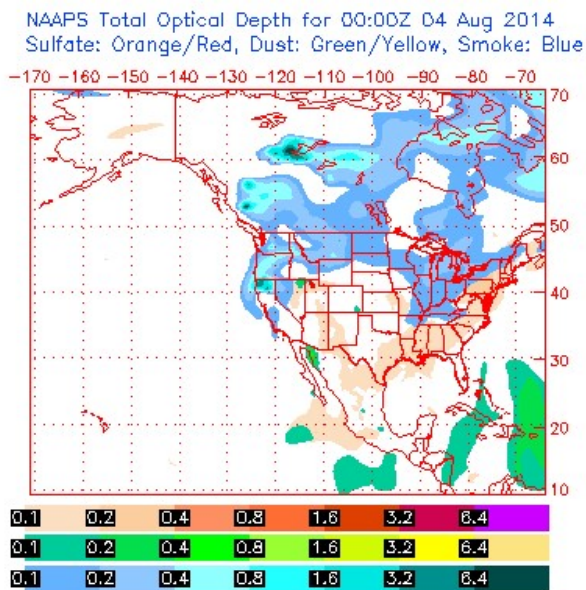 NAAPS Total Optical Depth for 00:00Z 04 Aug 2014
Sulfate: Orange/Red, Dust: Green/Yellow, Smoke: Blue
-170 -160 -150 -140 -130 -120 -110 -100 -90 -80 -70
70
60
50
40
30
20
10
0.1 0.2 0.4 0.8 1.6 3.2 6.4
0.1 0.2 0.4 0.8 1.6 3.2 6.4
0.1 0.2 0.4 0.8 1.6 3.2 6.4